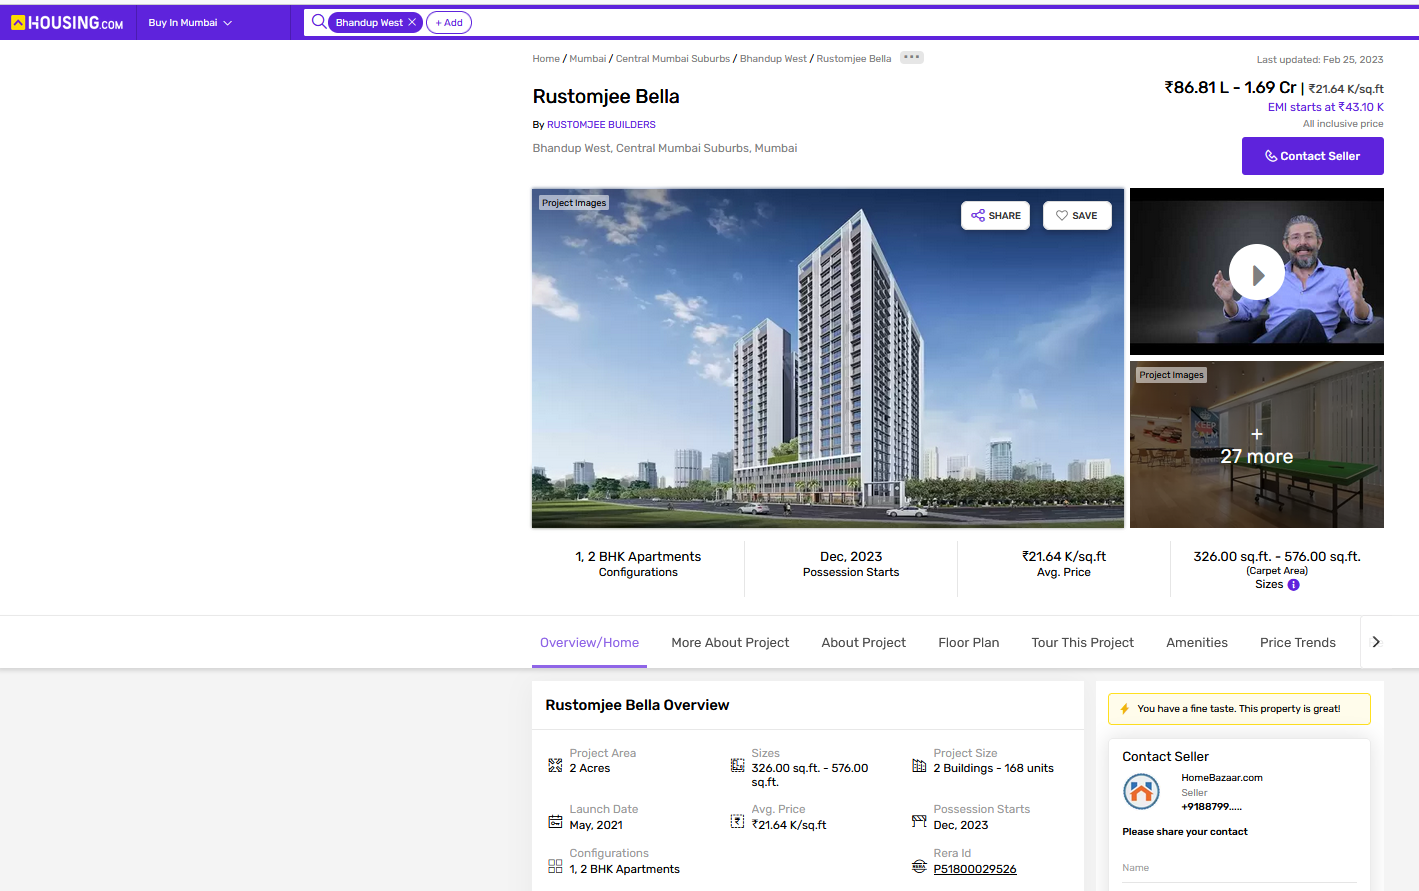 HOUSING.COM
Buy In Mumbai
Bhandup West
+ Add
Home / Mumbai / Central Mumbai Suburbs / Bhandup West / Rustomjee Bella
Last updated: Feb 25, 2023
Rustomjee Bella
₹86.81 L - 1.69 Cr | ₹21.64 K/sq.ft
EMI starts at ₹43.10 K
By RUSTOMJEE BUILDERS
All inclusive price
Bhandup West, Central Mumbai Suburbs, Mumbai
Contact Seller
Project Images
SHARE
SAVE
Project Images
KEEP
CALM
+
27 more
1, 2 BHK Apartments
Configurations
Dec, 2023
Possession Starts
₹21.64 K/sq.ft
Avg. Price
326.00 sq.ft. - 576.00 sq.ft.
(Carpet Area)
Sizes
Overview/Home
More About Project
About Project
Floor Plan
Tour This Project
Amenities
Price Trends
Rustomjee Bella Overview
Project Area
2 Acres
Sizes
326.00 sq.ft. - 576.00
sq.ft.
Project Size
2 Buildings - 168 units
Launch Date
May, 2021
Avg. Price
₹21.64 K/sq.ft
Possession Starts
Dec, 2023
Configurations
1, 2 BHK Apartments
Rera Id
P51800029526
You have a fine taste. This property is great!
Contact Seller
HomeBazaar.com
Seller
+9188799.....
Please share your contact
Name